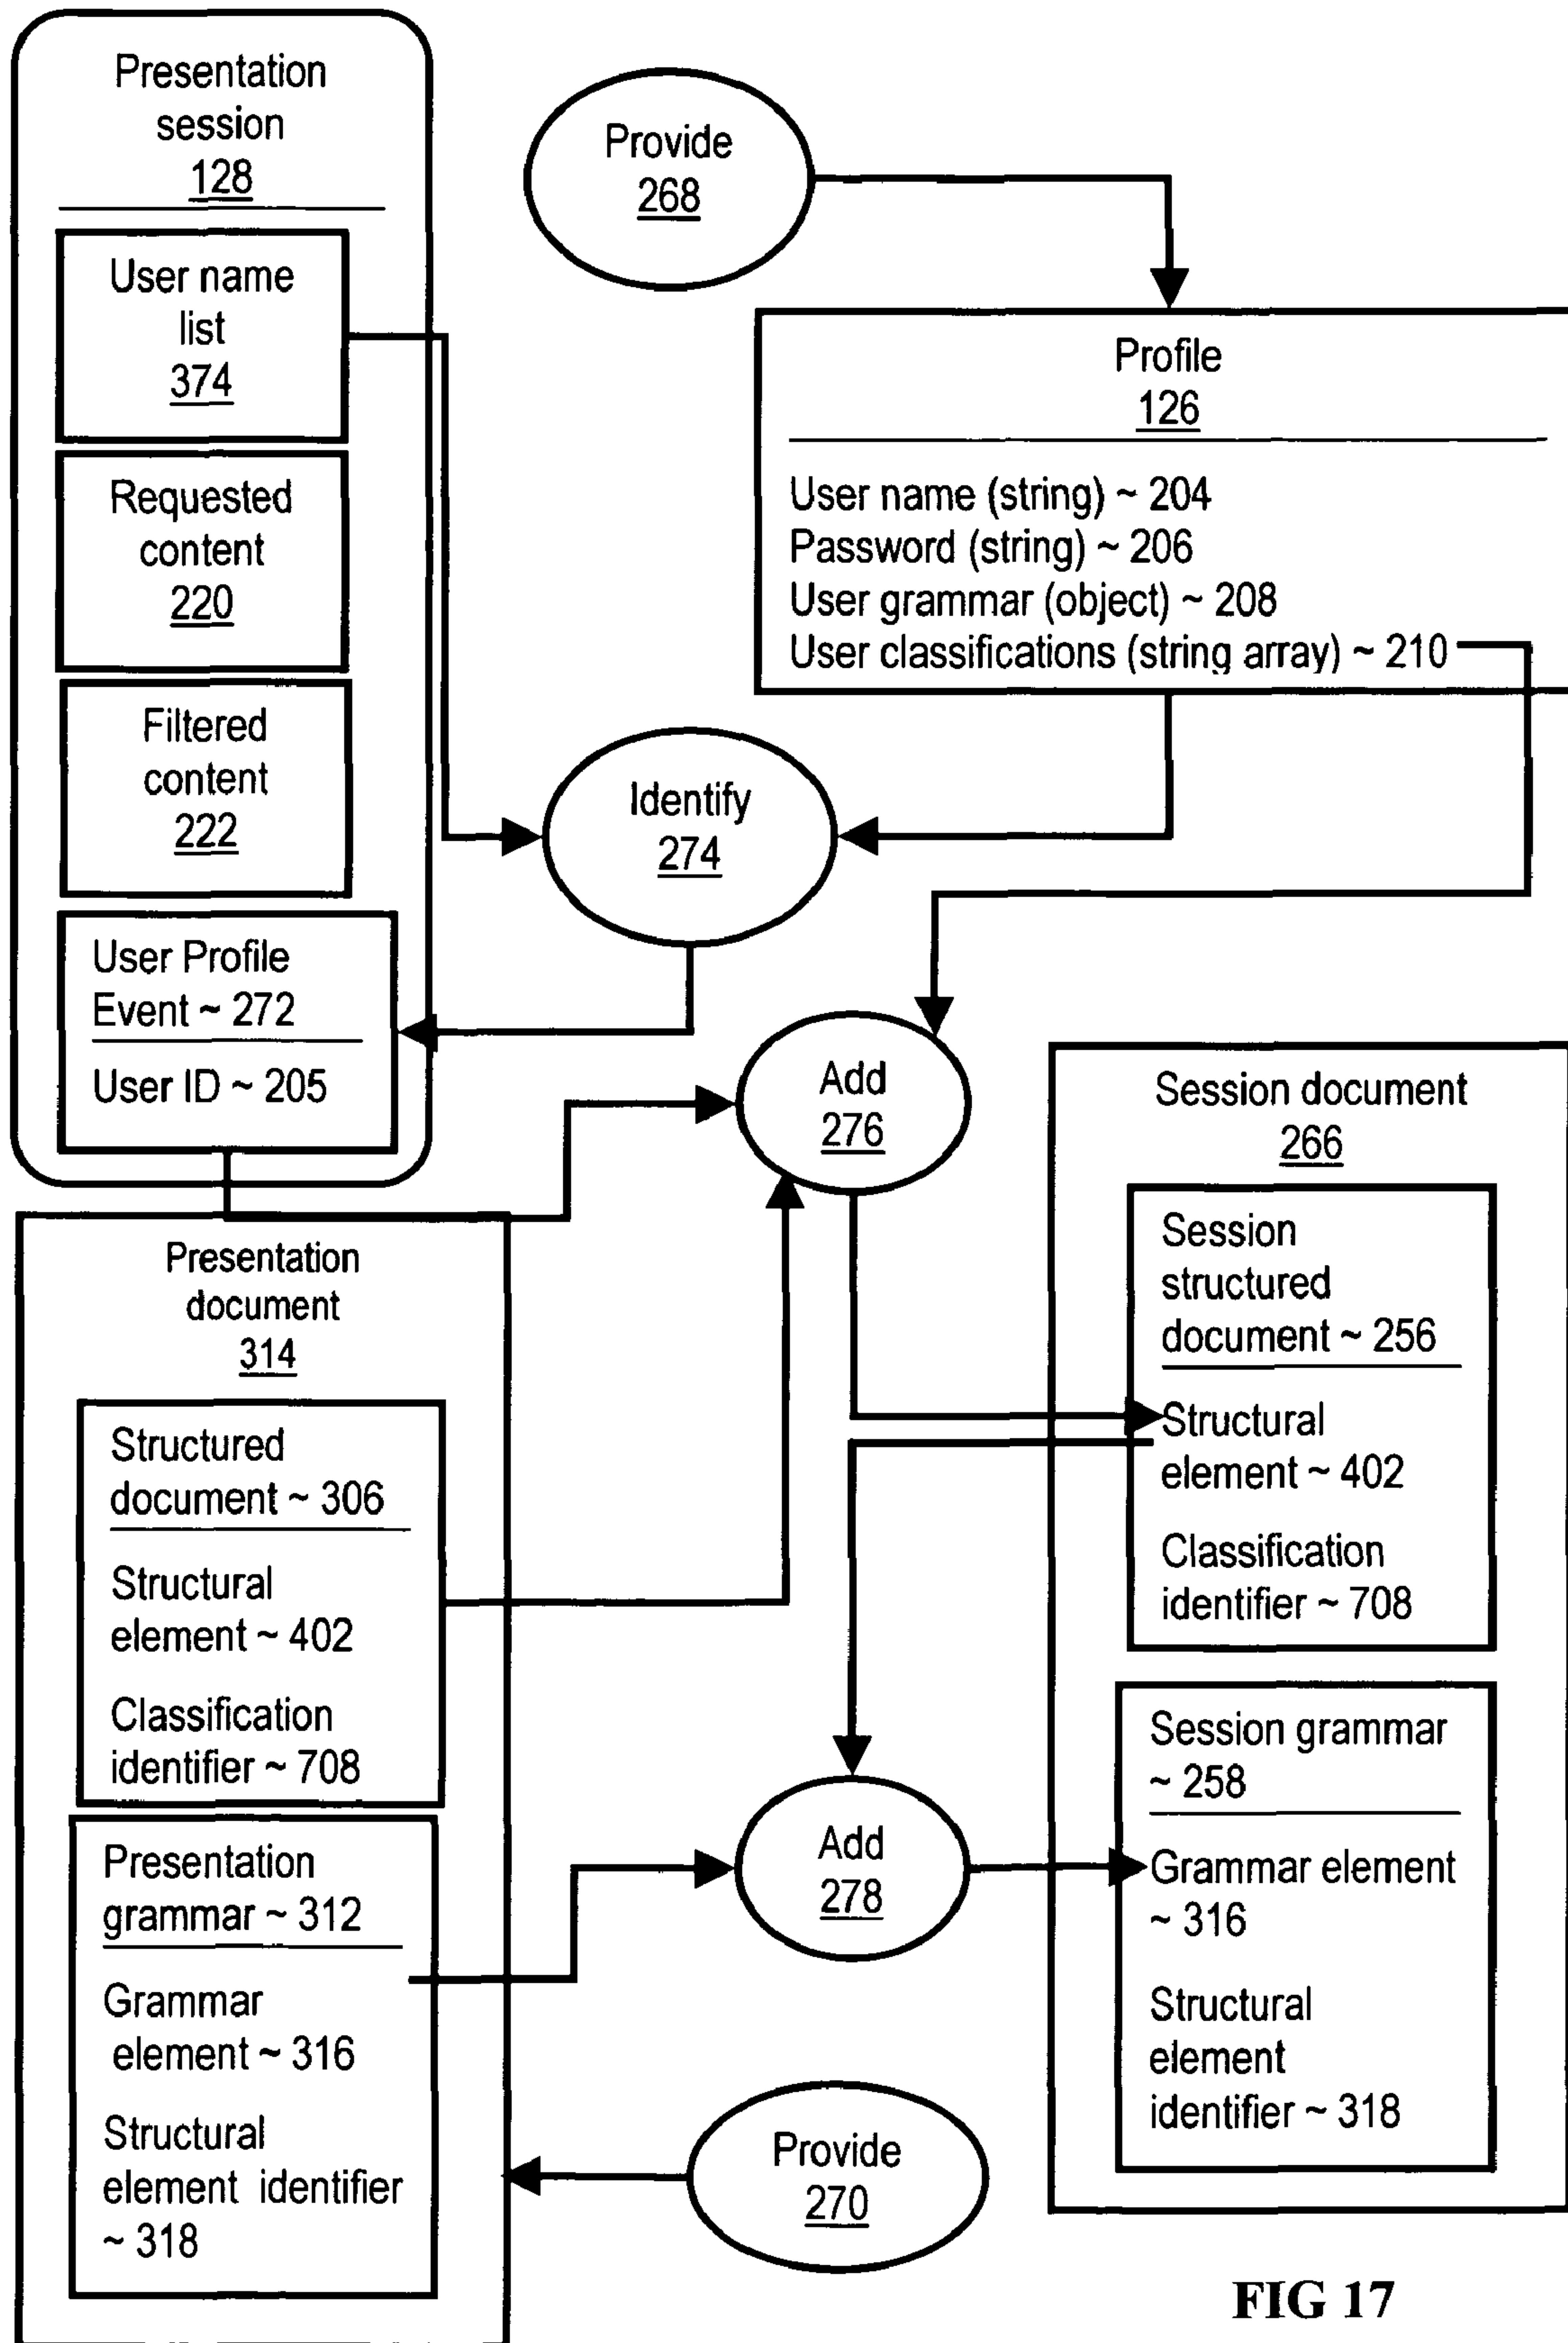 Presentation
session
128
User name
list
374
Requested
content
220
Filtered
content
222
User Profile
Event ~ 272
User ID ~ 205
Provide
268
Profile
126
User name (string) ~ 204
Password (string) ~ 206
User grammar (object) ~ 208
User classifications (string array) ~ 210
Identify
274
Add
276
Presentation
document
314
Structured
document ~ 306
Structural
element ~ 402
Classification
identifier ~ 708
Presentation
grammar ~ 312
Grammar
element ~ 316
Structural
element identifier
~ 318
Add
278
Provide
270
Session document
266
Session
structured
document ~ 256
Structural
element ~ 402
Classification
identifier ~ 708
Session grammar
~ 258
Grammar element
~ 316
Structural
element
identifier ~ 318
FIG 17